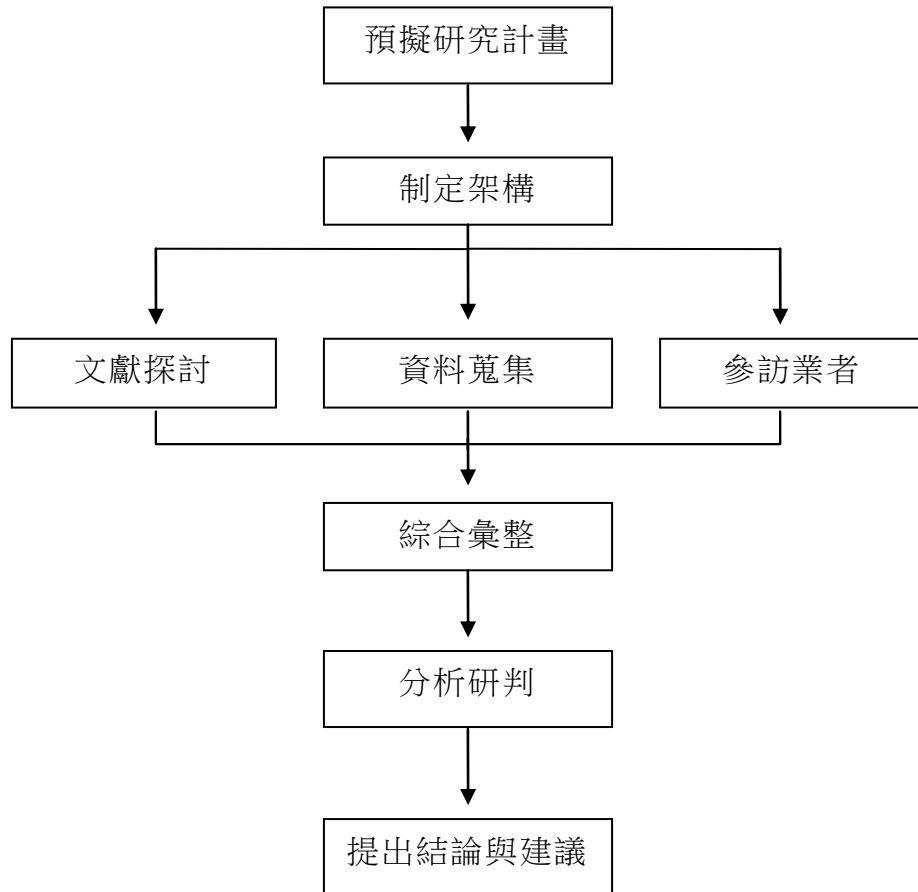 預擬研究計畫
制定架構
文獻探討
資料蒐集
參訪業者
綜合彙整
分析研判
提出結論與建議